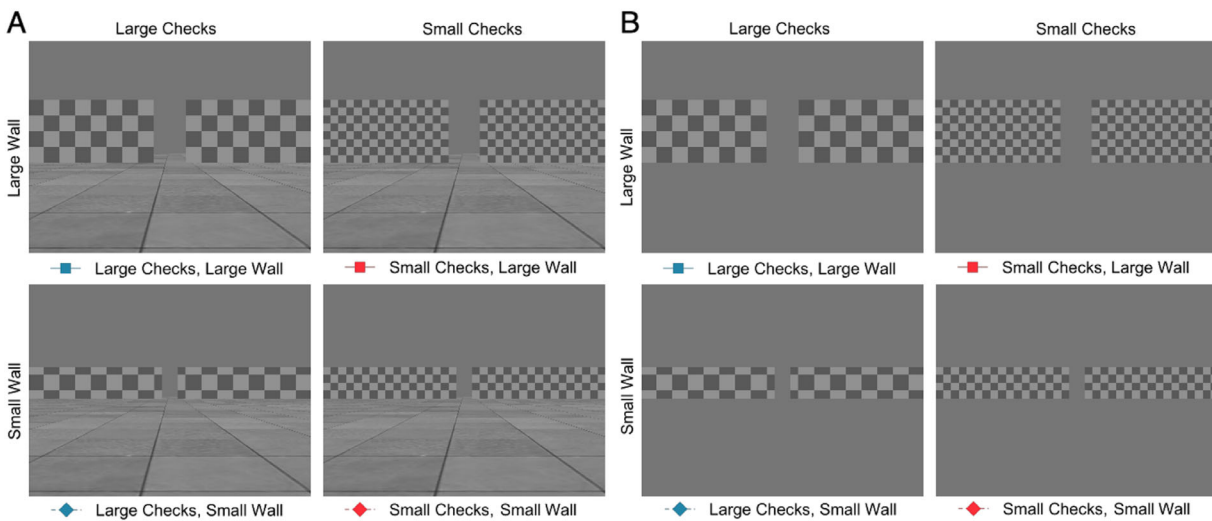 A
Large Checks
Small Checks
Large Wall
Large Checks, Large Wall
Small Checks, Large Wall
Small Wall
Large Checks, Small Wall
Small Checks, Small Wall
B
Large Checks
Small Checks
Large Wall
Large Checks, Large Wall
Small Checks, Large Wall
Small Wall
Large Checks, Small Wall
Small Checks, Small Wall